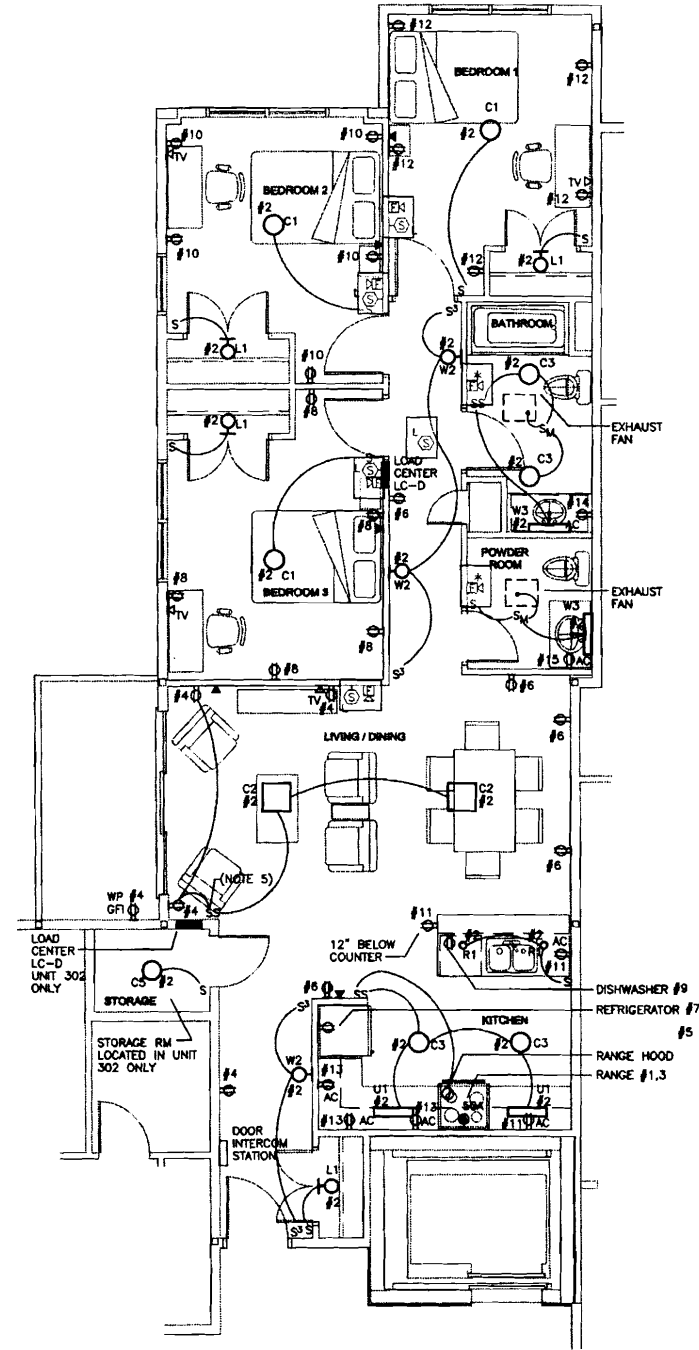 #12
BEDROOM 1
#12
C1
#2
#10
#10
TV
#12
BEDROOM 2
TV
#12
#2
C1
F
S
#10
#10
#12
#2
L1
S
F
S
S
S
S³
BATHROOM
#2
L1
#2
W2
#2
C3
#10
F
SS
#8
#2
L1
L
S
S M
EXHAUST
FAN
S
LOAD
CENTER
LC-D
S
#2
C3
#6
#14
W3
#2
AC
#8
#2
C1
#2
W2
POWDER
ROOM
#8
BEDROOM 3
TV
F
S
S M
EXHAUST
FAN
W3
#2
#8
#15
AC
#8
S³
#6
#4
TV
#4
S
F
#6
LIVING / DINING
C2
#2
C2
#2
#6
(NOTE 5)
WP
#4
GFI
#4
SS
#11
LOAD
CENTER
LC-D
UNIT 302
ONLY
12" BELOW
COUNTER
#2
#2
R1
AC
#11
S
C5
#2
S
STORAGE
#6
SS
DISHWASHER #9
S³
REFRIGERATOR #7
KITCHEN
#5
STORAGE RM
LOCATED IN UNIT
302 ONLY
#2
C3
#2
C3
RANGE HOOD
W2
#2
#13
RANGE #1,3
#4
AC
U1
#2
#13
U1
#2
#13
AC
AC
#11
AC
DOOR
INTERCOM
STATION
L1
#2
S³ S